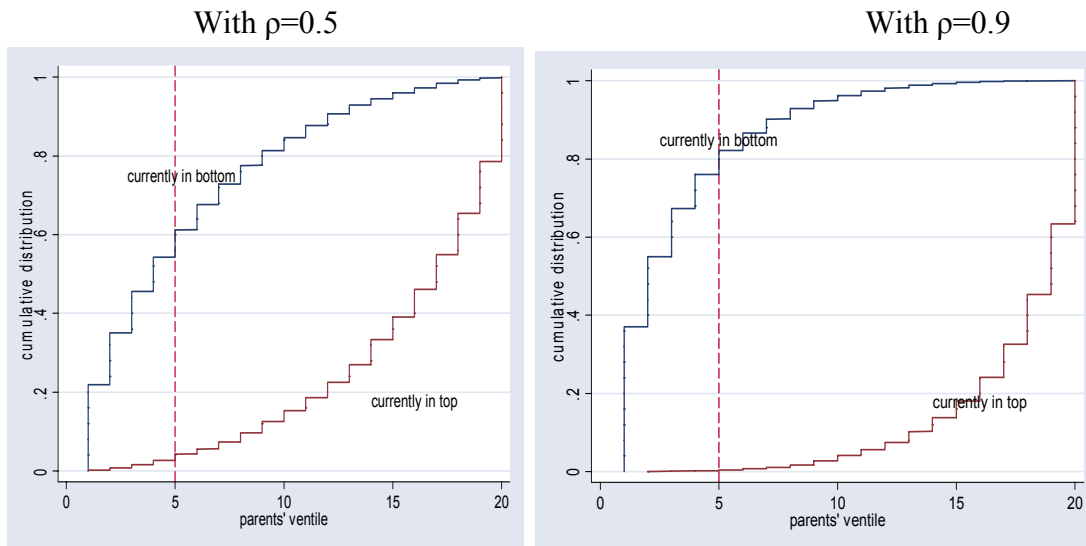 With ρ=0.5
cumulative distribution
0
.2
.4
.6
.8
1
currently in bottom
currently in top
0 5 10 15 20
parents' ventile
With ρ=0.9
cumulative distribution
0
.2
.4
.6
.8
1
currently in bottom
currently in top
0 5 10 15 20
parents' ventile